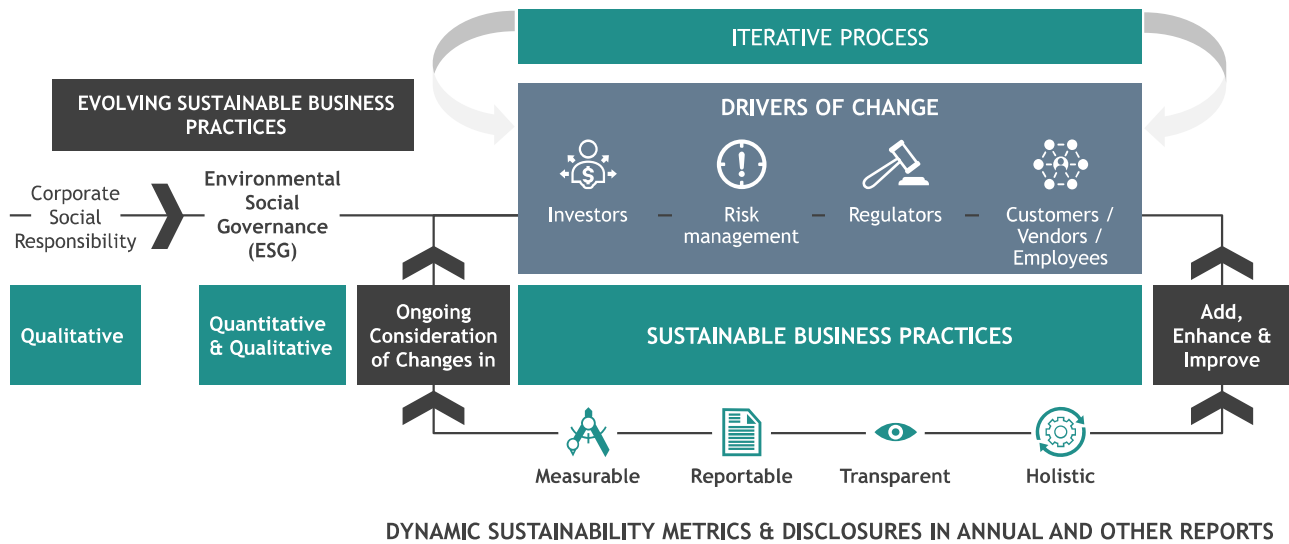 ITERATIVE PROCESS
EVOLVING SUSTAINABLE BUSINESS
PRACTICES
DRIVERS OF CHANGE
Corporate
Social
Responsibility
Environmental
Social
Governance
(ESG)
Investors
Risk
management
Regulators
Customers /
Vendors /
Employees
Qualitative
Quantitative
& Qualitative
Ongoing
Consideration
of Changes in
SUSTAINABLE BUSINESS PRACTICES
Add,
Enhance &
Improve
Measurable
Reportable
Transparent
Holistic
DYNAMIC SUSTAINABILITY METRICS & DISCLOSURES IN ANNUAL AND OTHER REPORTS